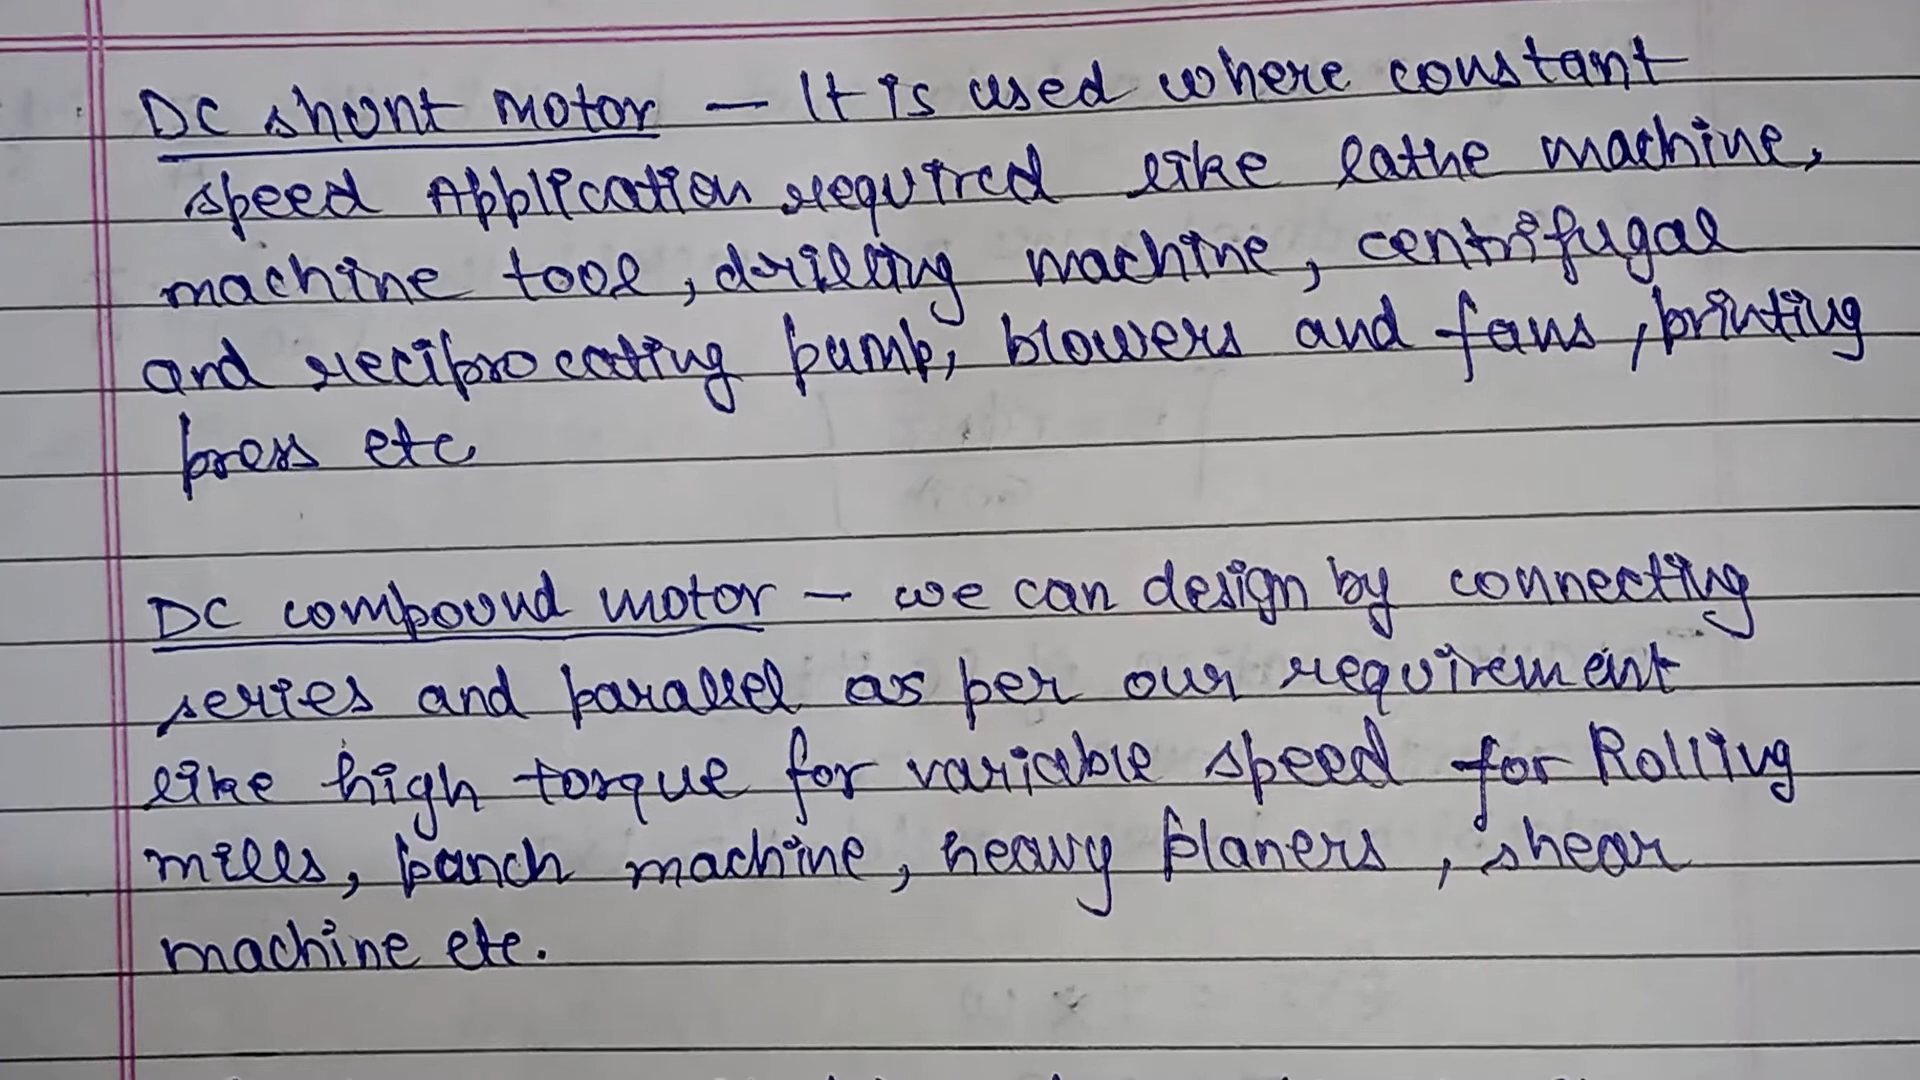 DC shunt motor — It is used where constant
speed Application required like lathe machine,
machine tool, drilling machine, centrifugal
and reciprocating pump, blowers and fans, printing
press etc
DC compound motor — we can design by connecting
series and parallel as per our requirement
like high torque for variable speed for Rolling
mills, panch machine, heavy planers, shear
machine etc.